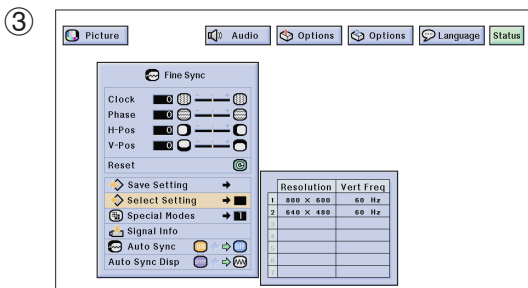 3
Picture Audio Options Options Language Status
Fine Sync
Clock 0
Phase 0
H-Pos 0
V-Pos 0
Reset
Save Setting
Select Setting
Special Modes 1
Signal Info
Auto Sync
Auto Sync Disp
Resolution Vert Freq
1 800 × 600 60 Hz
2 640 × 480 60 Hz
3
4
5
6
7